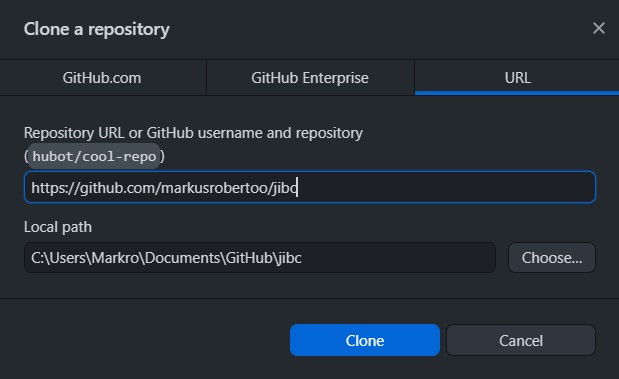 Clone a repository
GitHub.com
GitHub Enterprise
URL
Repository URL or GitHub username and repository
(hubot/cool-repo)
https://github.com/markusrobertoo/jibc
Local path
C:\Users\Markro\Documents\GitHub\jibc
Choose...
Clone
Cancel